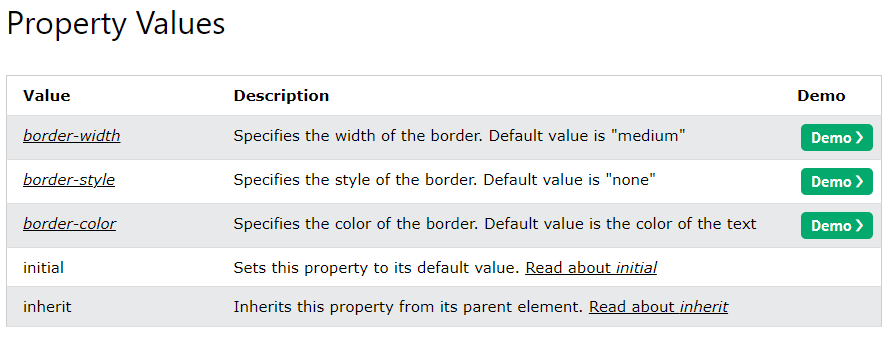 Property Values
Value Description Demo
border-width Specifies the width of the border. Default value is "medium" Demo ❯
border-style Specifies the style of the border. Default value is "none" Demo ❯
border-color Specifies the color of the border. Default value is the color of the text Demo ❯
initial Sets this property to its default value. Read about initial
inherit Inherits this property from its parent element. Read about inherit